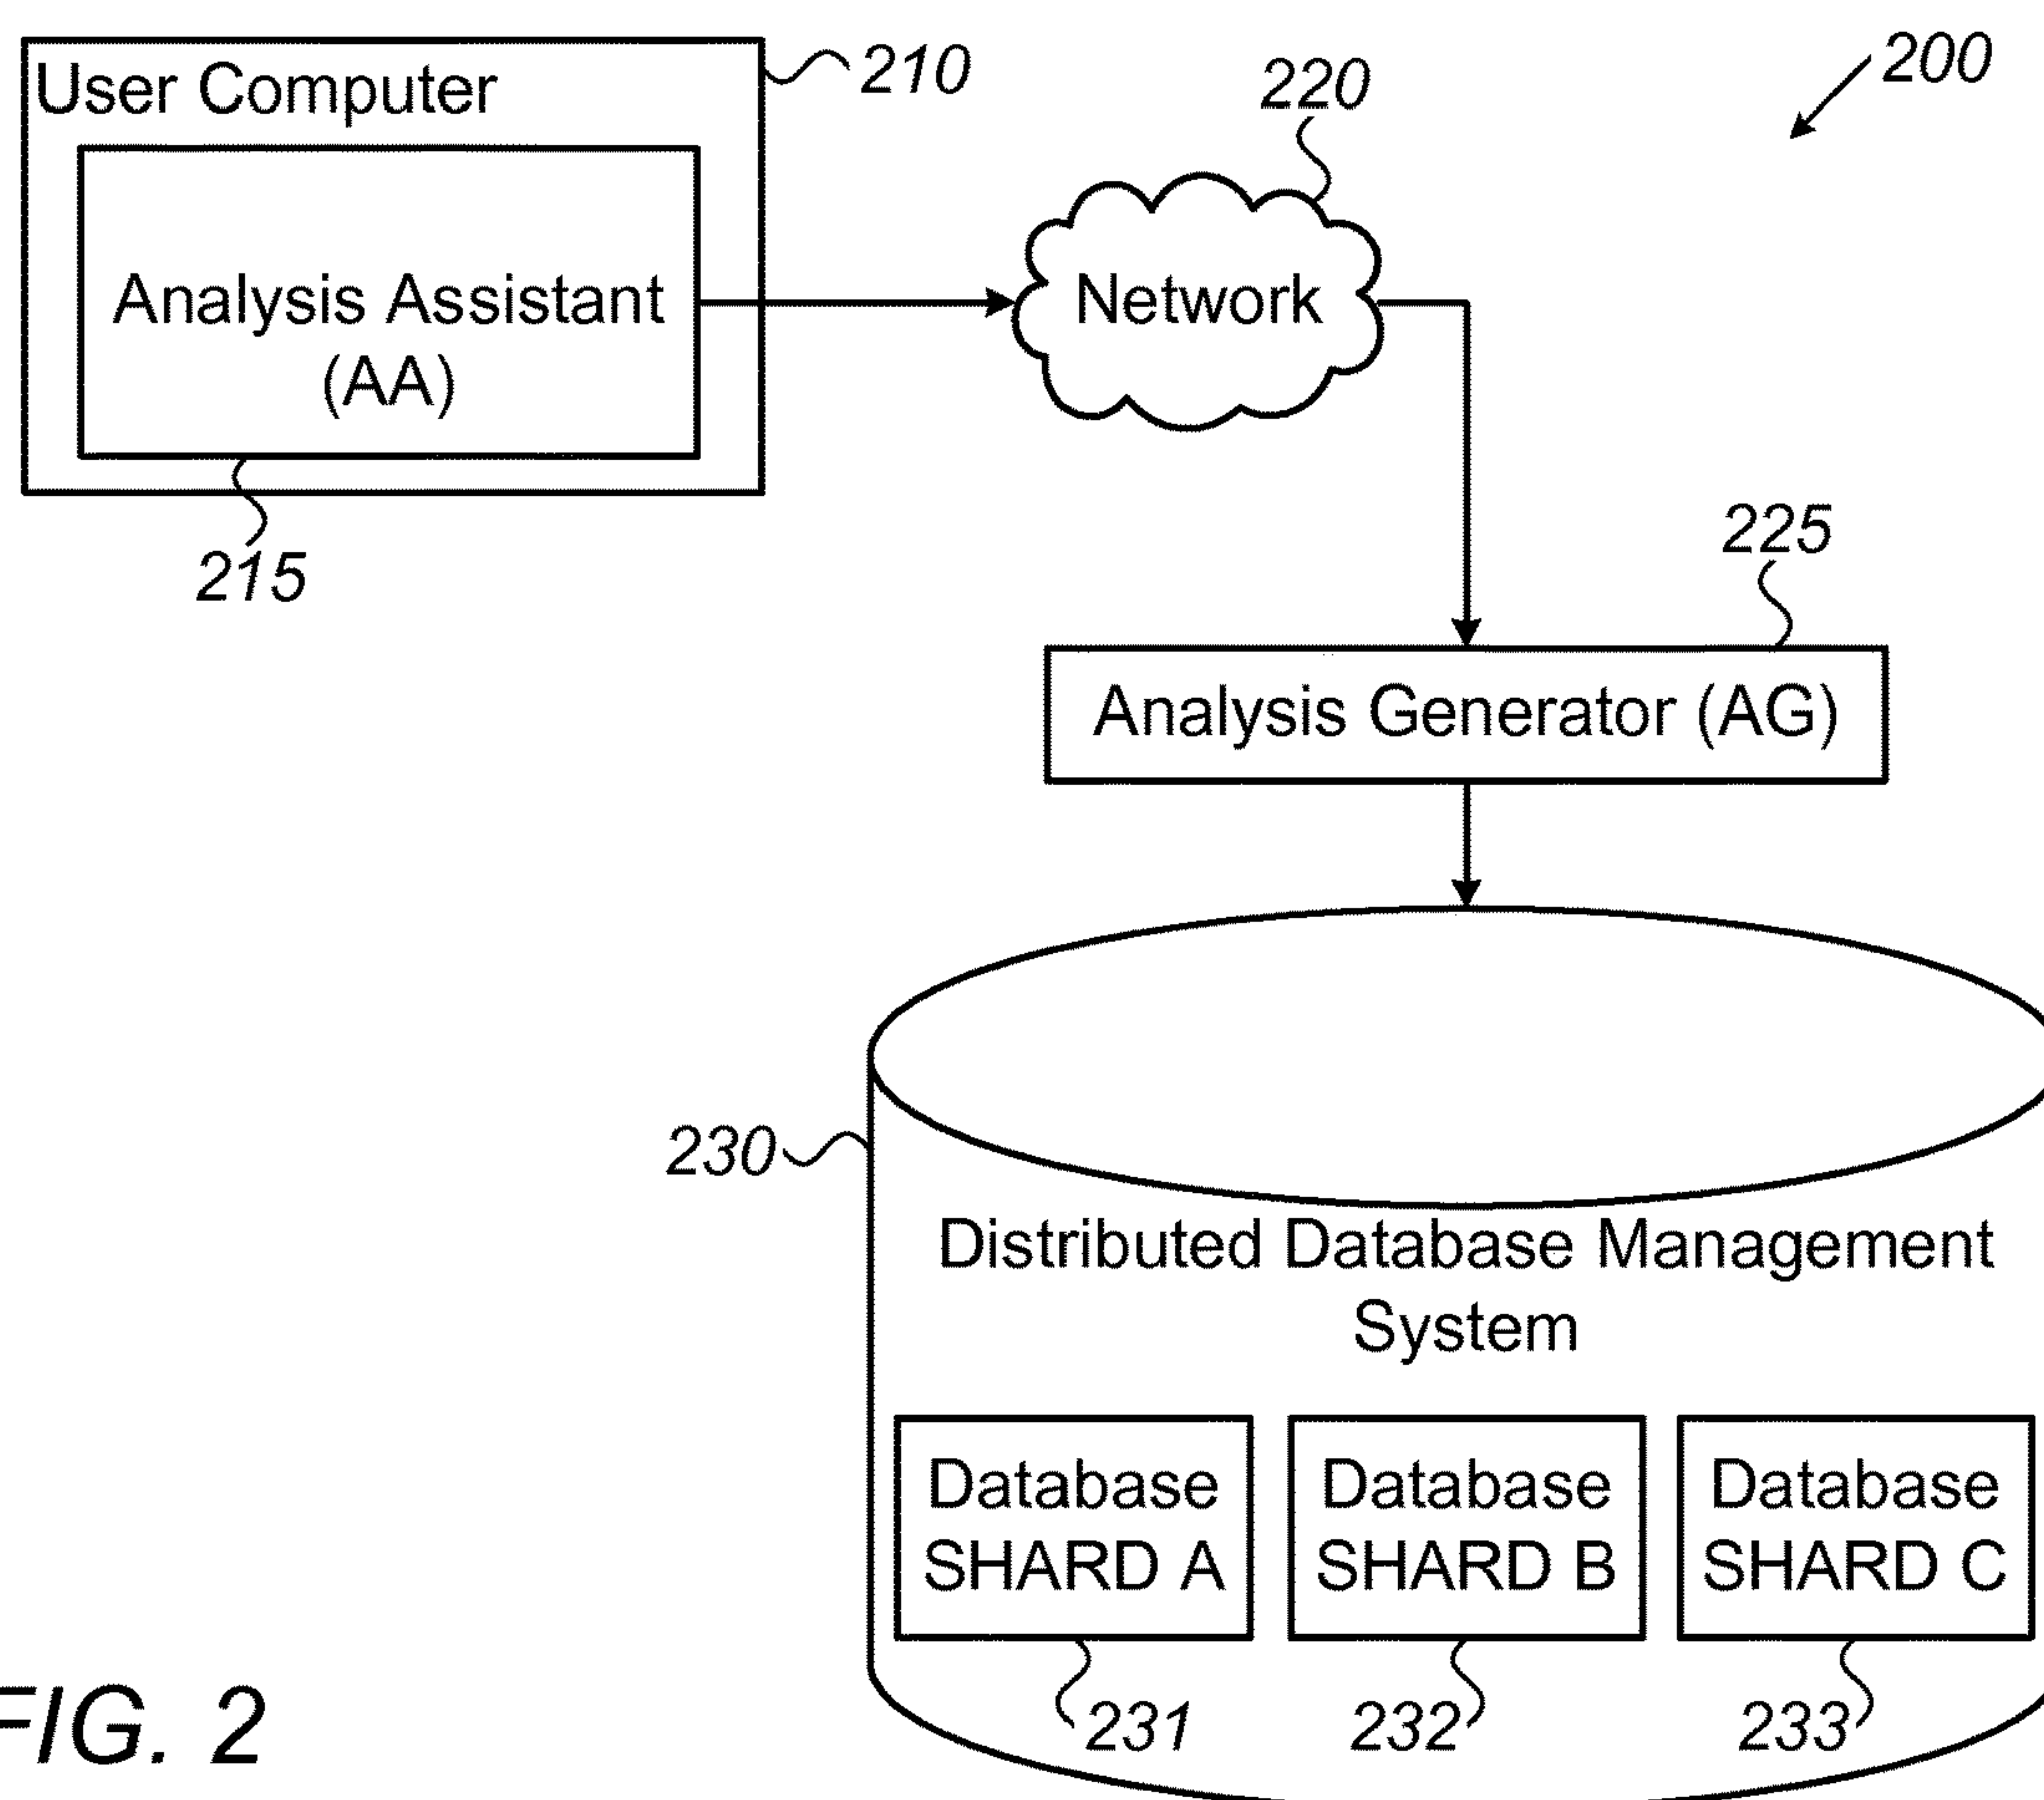 200
210
User Computer
220
Analysis Assistant
(AA)
Network
215
225
Analysis Generator (AG)
230
Distributed Database Management
System
Database
SHARD A
Database
SHARD B
Database
SHARD C
231
232
233
FIG. 2